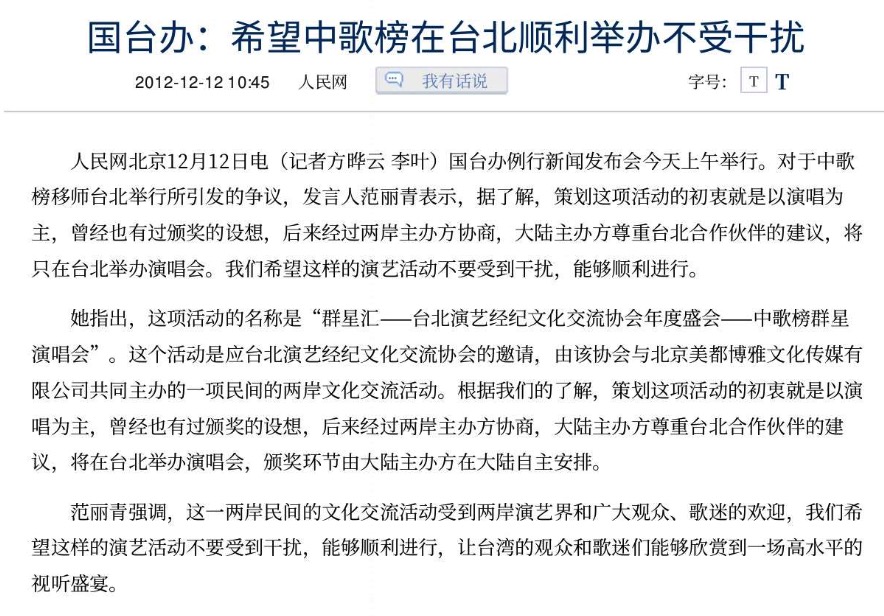 国台办：希望中歌榜在台北顺利举办不受干扰
2012-12-12 10:45 人民网 我有话说 字号： T T
人民网北京12月12日电（记者方晔云 李叶）国台办例行新闻发布会今天上午举行。对于中歌
榜移师台北举行所引发的争议，发言人范丽青表示，据了解，策划这项活动的初衷就是以演唱为
主，曾经也有过颁奖的设想，后来经过两岸主办方协商，大陆主办方尊重台北合作伙伴的建议，将
只在台北举办演唱会。我们希望这样的演艺活动不要受到干扰，能够顺利进行。
她指出，这项活动的名称是“群星汇——台北演艺经纪文化交流协会年度盛会——中歌榜群星
演唱会”。这个活动是应台北演艺经纪文化交流协会的邀请，由该协会与北京美都博雅文化传媒有
限公司共同主办的一项民间的两岸文化交流活动。根据我们的了解，策划这项活动的初衷就是以演
唱为主，曾经也有过颁奖的设想，后来经过两岸主办方协商，大陆主办方尊重台北合作伙伴的建
议，将在台北举办演唱会，颁奖环节由大陆主办方在大陆自主安排。
范丽青强调，这一两岸民间的文化交流活动受到两岸演艺界和广大观众、歌迷的欢迎，我们希
望这样的演艺活动不要受到干扰，能够顺利进行，让台湾的观众和歌迷们能够欣赏到一场高水平的
视听盛宴。